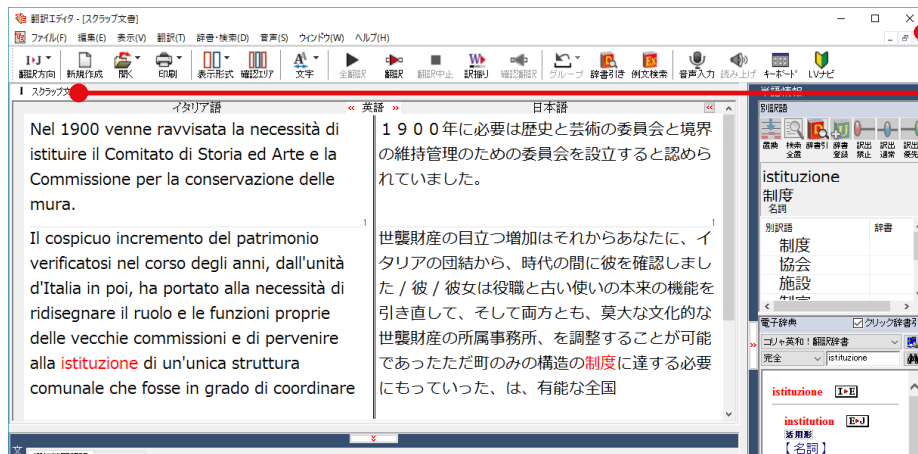 翻訳エディタ - [スクラップ文書]
ファイル(F) 編集(E) 表示(V) 翻訳(T) 辞書・検索(D) 音声(S) ウィンドウ(W) ヘルプ(H)
I▸J
翻訳方向 新規作成 開く 印刷 表示形式 確認エリア 文字 全翻訳 翻訳 翻訳中止 訳振り 確認翻訳 グループ 辞書引き 例文検索 音声入力 読み上げ キーボード LVナビ
I スクラップ文
イタリア語 « 英語 » 日本語 «
Nel 1900 venne ravvisata la necessità di
istituire il Comitato di Storia ed Arte e la
Commissione per la conservazione delle
mura.
1
Il cospicuo incremento del patrimonio
verificatosi nel corso degli anni, dall'unità
d'Italia in poi, ha portato alla necessità di
ridisegnare il ruolo e le funzioni proprie
delle vecchie commissioni e di pervenire
alla istituzione di un'unica struttura
comunale che fosse in grado di coordinare
１９００年に必要は歴史と芸術の委員会と境界
の維持管理のための委員会を設立すると認めら
れていました。
1
世襲財産の目立つ増加はそれからあなたに、イ
タリアの団結から、時代の間に彼を確認しまし
た / 彼 / 彼女は役職と古い使いの本来の機能を
引き直して、そして両方とも、莫大な文化的な
世襲財産の所属事務所、を調整することが可能
であったただ町のみの構造の制度に達する必要
にもっていった、は、有能な全国
別訳語
置換 検索全置 辞書引 辞書登録 訳出禁止 訳出通常 訳出優先
istituzione
制度
名詞
別訳語 辞書
制度
協会
施設
電子辞典 クリック辞書引
コリャ英和！翻訳辞書
完全 istituzione
istituzione I▸E
institution E▸J
活用形
【名詞】